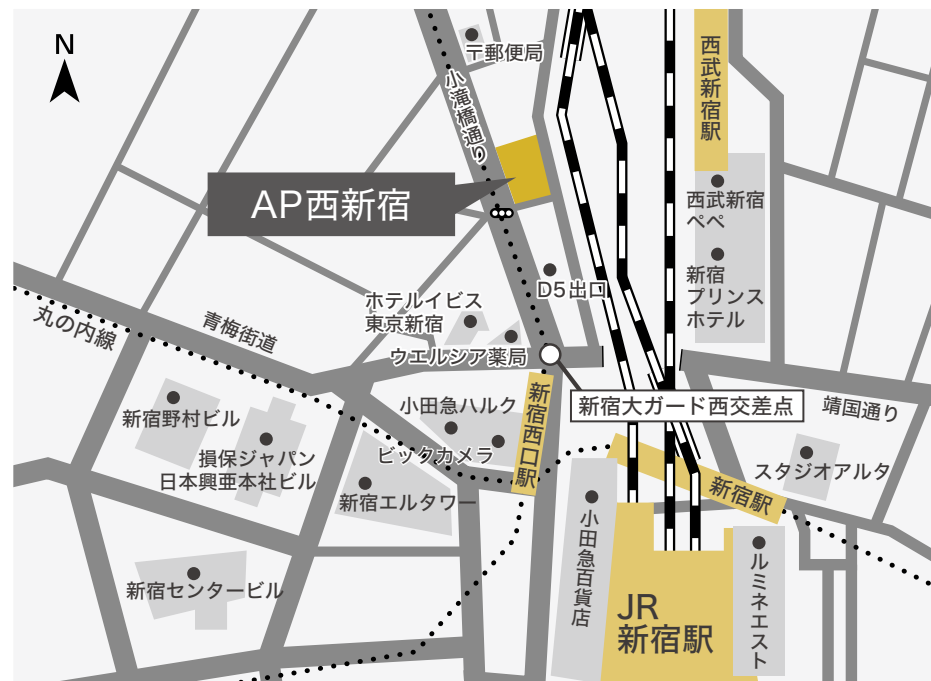 N
〒郵便局
小滝橋通り
西武新宿駅
AP西新宿
西武新宿
ペペ
新宿
プリンス
ホテル
D5出口
ホテルイビス
東京新宿
ウエルシア薬局
丸の内線
青梅街道
新宿大ガード西交差点
靖国通り
新宿西口駅
小田急ハルク
ビックカメラ
新宿野村ビル
損保ジャパン
日本興亜本社ビル
新宿エルタワー
スタジオアルタ
新宿駅
小田急百貨店
ルミネエスト
新宿センタービル
JR
新宿駅